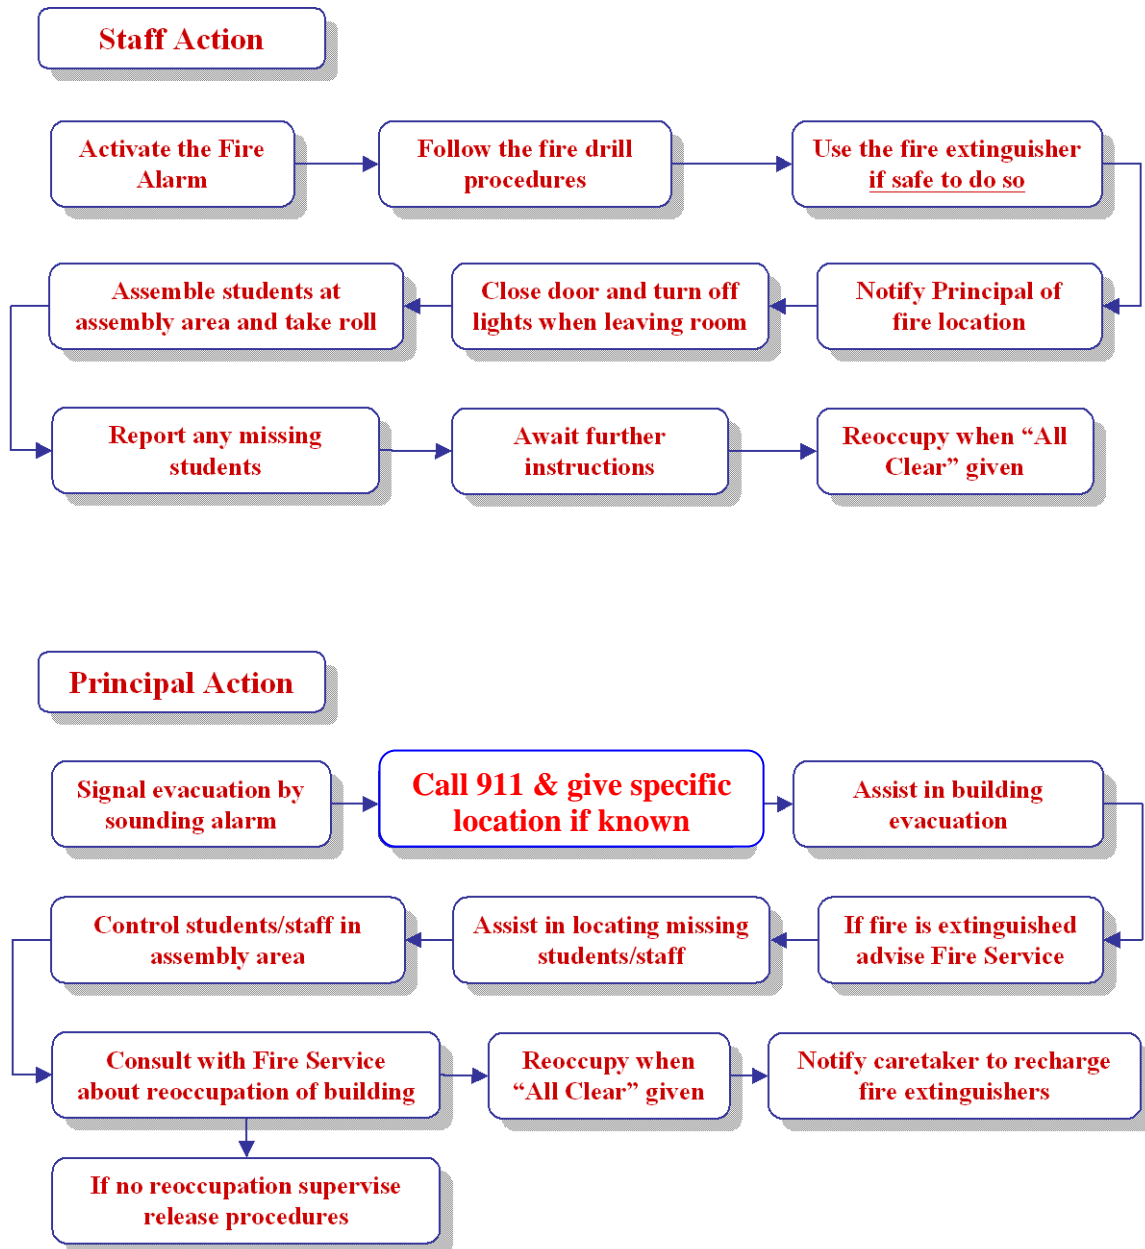 Staff Action
Activate the Fire
Alarm
Follow the fire drill
procedures
Use the fire extinguisher
if safe to do so
Notify Principal of
fire location
Close door and turn off
lights when leaving room
Assemble students at
assembly area and take roll
Report any missing
students
Await further
instructions
Reoccupy when “All
Clear” given
Principal Action
Signal evacuation by
sounding alarm
Call 911 & give specific
location if known
Assist in building
evacuation
If fire is extinguished
advise Fire Service
Assist in locating missing
students/staff
Control students/staff in
assembly area
Consult with Fire Service
about reoccupation of building
Reoccupy when
“All Clear” given
Notify caretaker to recharge
fire extinguishers
If no reoccupation supervise
release procedures